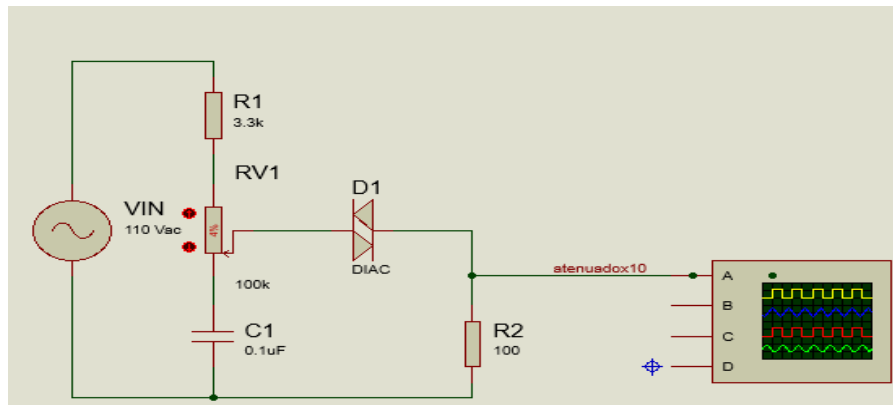 R1
3.3k
RV1
D1
VIN
110 Vac
4%
DIAC
atenuadox10
A
100k
B
C1
0.1uF
R2
100
C
D